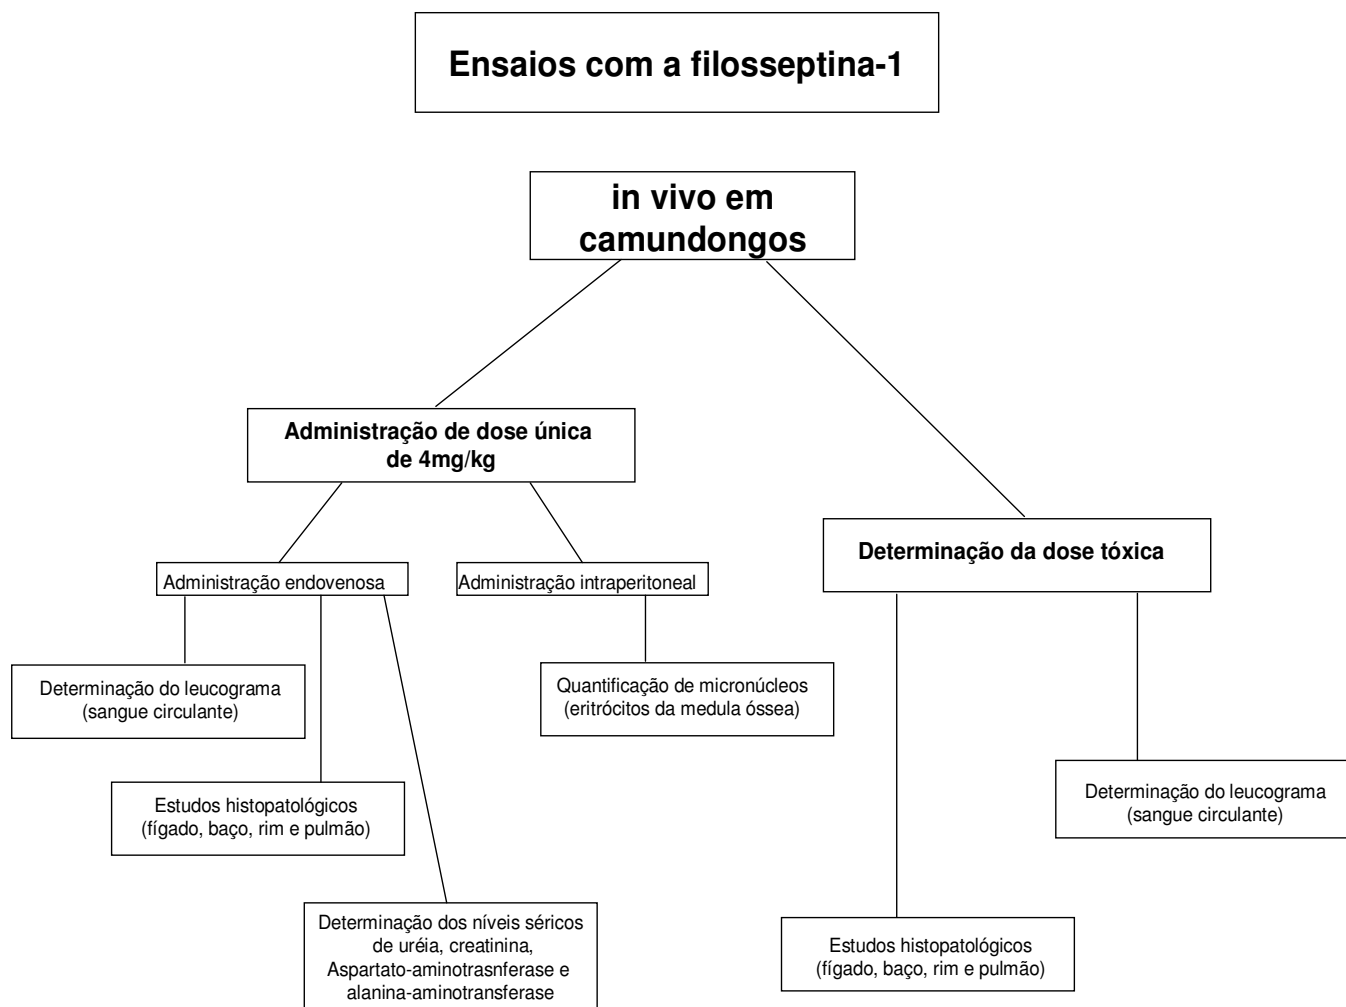 Ensaios com a filosseptina-1
in vivo em
camundongos
Administração de dose única
de 4mg/kg
Determinação da dose tóxica
Administração endovenosa
Administração intraperitoneal
Determinação do leucograma
(sangue circulante)
Quantificação de micronúcleos
(eritrócitos da medula óssea)
Estudos histopatológicos
(fígado, baço, rim e pulmão)
Determinação do leucograma
(sangue circulante)
Determinação dos níveis séricos
de uréia, creatinina,
Aspartato-aminotrasnferase e
alanina-aminotransferase
Estudos histopatológicos
(fígado, baço, rim e pulmão)